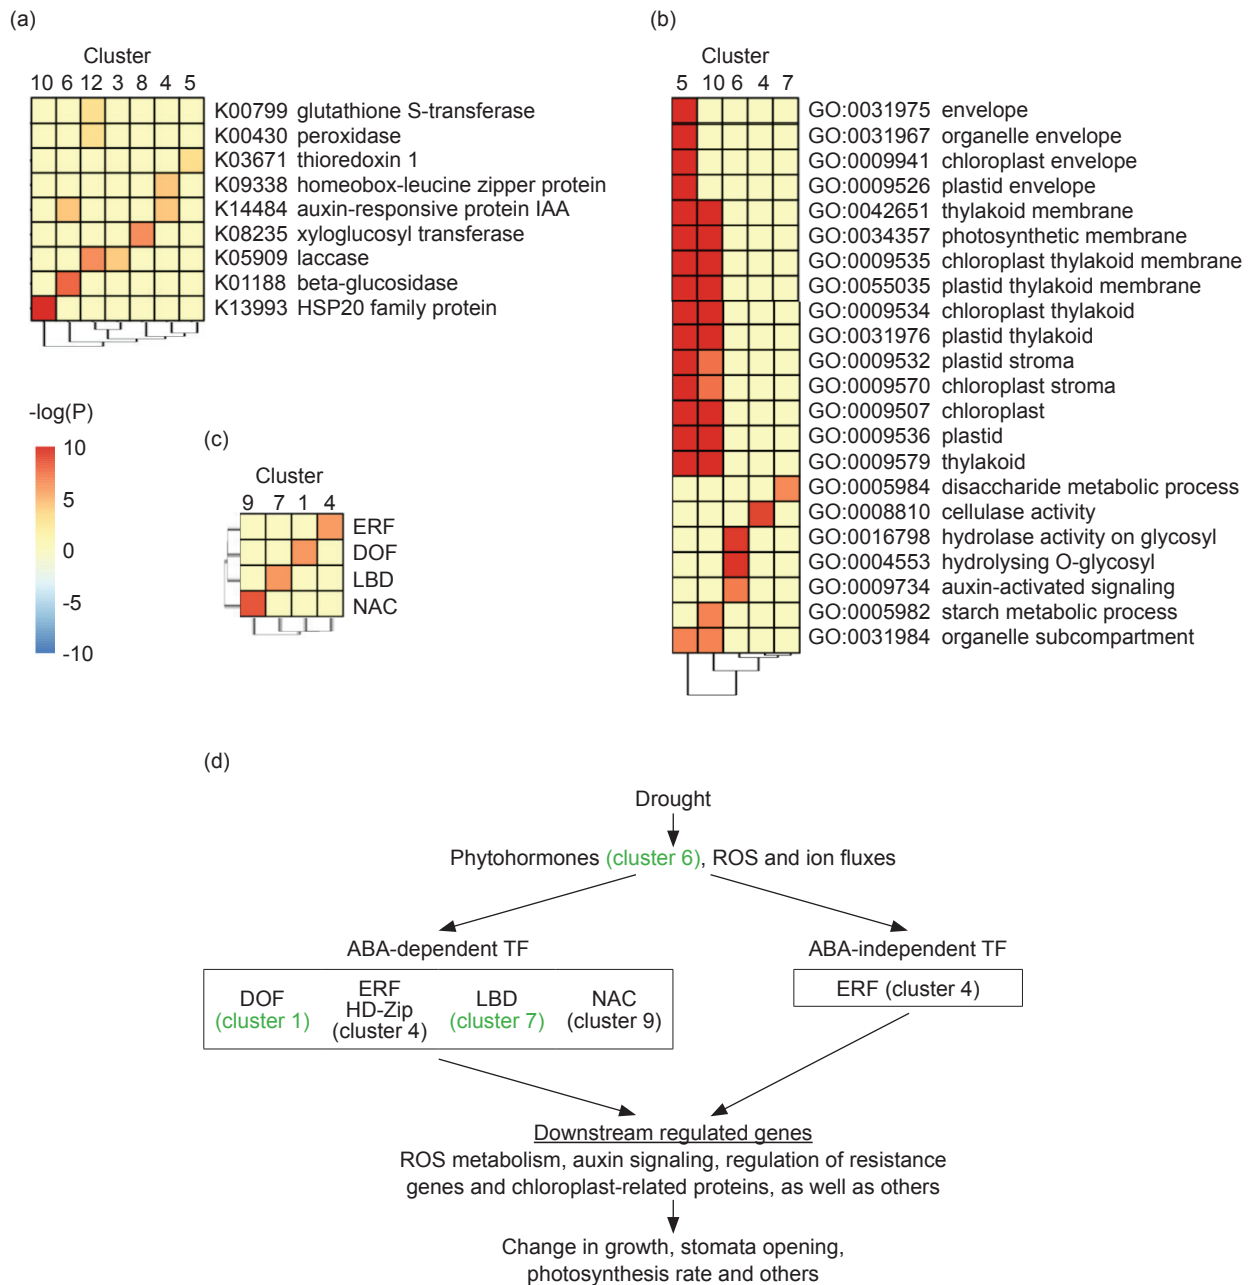 (a)
Cluster
10 6 12 3 8 4 5
K00799 glutathione S-transferase
K00430 peroxidase
K03671 thioredoxin 1
K09338 homeobox-leucine zipper protein
K14484 auxin-responsive protein IAA
K08235 xyloglucosyl transferase
K05909 laccase
K01188 beta-glucosidase
K13993 HSP20 family protein
-log(P)
10
5
0
-5
-10
(b)
Cluster
5 10 6 4 7
GO:0031975 envelope
GO:0031967 organelle envelope
GO:0009941 chloroplast envelope
GO:0009526 plastid envelope
GO:0042651 thylakoid membrane
GO:0034357 photosynthetic membrane
GO:0009535 chloroplast thylakoid membrane
GO:0055035 plastid thylakoid membrane
GO:0009534 chloroplast thylakoid
GO:0031976 plastid thylakoid
GO:0009532 plastid stroma
GO:0009570 chloroplast stroma
GO:0009507 chloroplast
GO:0009536 plastid
GO:0009579 thylakoid
GO:0005984 disaccharide metabolic process
GO:0008810 cellulase activity
GO:0016798 hydrolase activity on glycosyl
GO:0004553 hydrolysing O-glycosyl
GO:0009734 auxin-activated signaling
GO:0005982 starch metabolic process
GO:0031984 organelle subcompartment
(c)
Cluster
9 7 1 4
ERF
DOF
LBD
NAC
(d)
Drought
Phytohormones (cluster 6), ROS and ion fluxes
ABA-dependent TF
DOF
(cluster 1)
ERF
HD-Zip
(cluster 4)
LBD
(cluster 7)
NAC
(cluster 9)
ABA-independent TF
ERF (cluster 4)
Downstream regulated genes
ROS metabolism, auxin signaling, regulation of resistance
genes and chloroplast-related proteins, as well as others
Change in growth, stomata opening,
photosynthesis rate and others